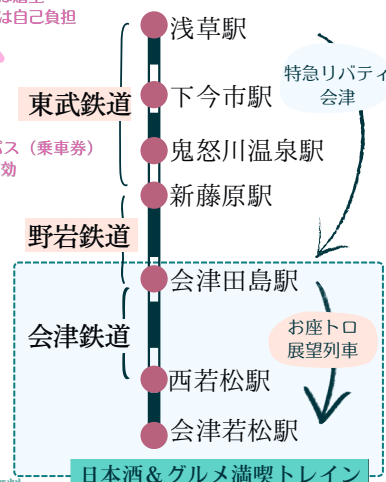 は自己負担
浅草駅
特急リバティ
会津
下今市駅
東武鉄道
パス（乗車券）
効
鬼怒川温泉駅
新藤原駅
野岩鉄道
会津田島駅
会津鉄道
お座トロ
展望列車
西若松駅
会津若松駅
日本酒＆グルメ満喫トレイン